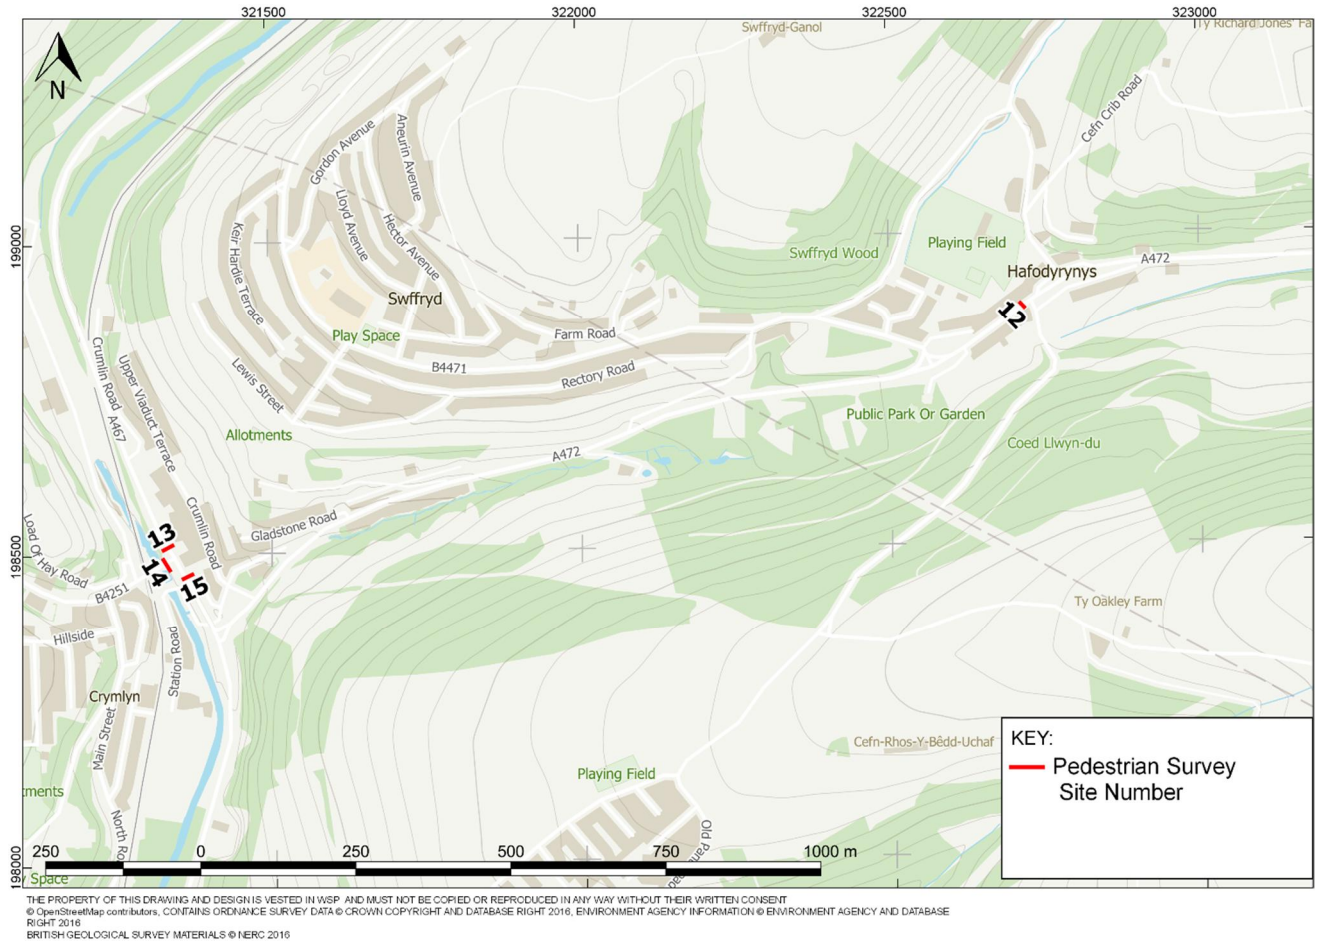 321500
322000
322500
323000
Swffryd-Ganol
Ty Richard Jones' Fa
N
Cefn Crib Road
Gordon Avenue
Aneurin Avenue
Lloyd Avenue
Hector Avenue
Keir Hardie Terrace
199000
Swffryd Wood
Playing Field
Hafodyrynys
A472
Swffryd
12
Play Space
Farm Road
B4471
Rectory Road
Crumlin Road A467
Upper Viaduct Terrace
Lewis Street
Public Park Or Garden
Allotments
Coed Llwyn-du
A472
Crumlin Road
Gladstone Road
Load Of Hay Road
13
14
15
198500
B4251
Hillside
Station Road
Ty Oakley Farm
Crymlyn
Main Street
Cefn-Rhos-Y-Bêdd-Uchaf
Playing Field
tments
North Ro
198000
y Space
250
0
250
500
750
1000 m
KEY:
Pedestrian Survey
Site Number
THE PROPERTY OF THIS DRAWING AND DESIGN IS VESTED IN WSP AND MUST NOT BE COPIED OR REPRODUCED IN ANY WAY WITHOUT THEIR WRITTEN CONSENT
© OpenStreetMap contributors, CONTAINS ORDNANCE SURVEY DATA © CROWN COPYRIGHT AND DATABASE RIGHT 2016, ENVIRONMENT AGENCY INFORMATION © ENVIRONMENT AGENCY AND DATABASE
RIGHT 2016
BRITISH GEOLOGICAL SURVEY MATERIALS © NERC 2016